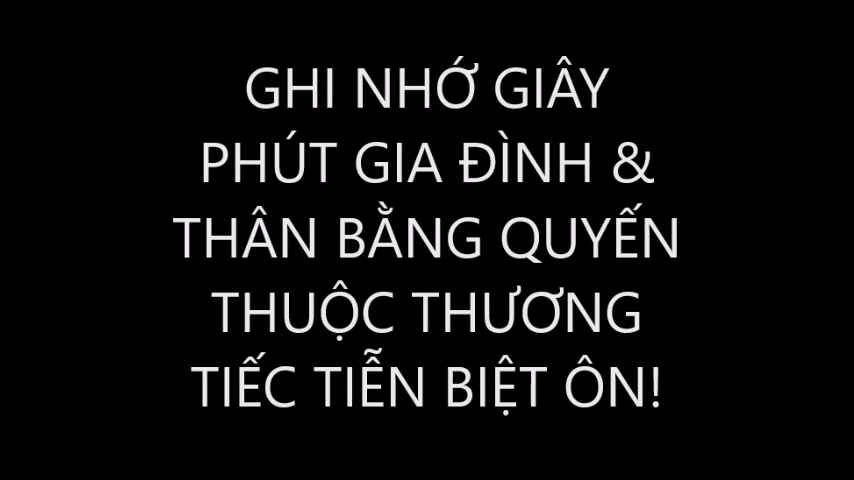 GHI NHỚ GIÂY
PHÚT GIA ĐÌNH &
THÂN BẰNG QUYẾN
THUỘC THƯƠNG
TIẾC TIỄN BIỆT ÔN!